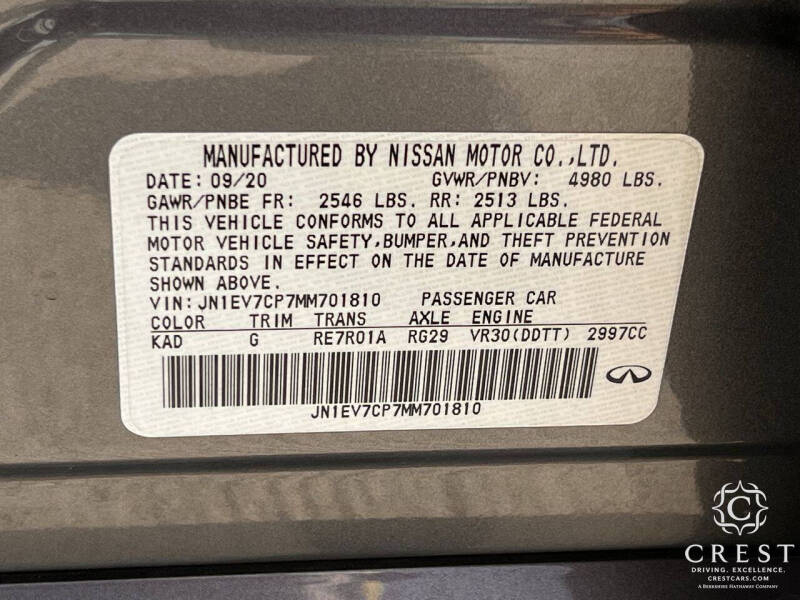 MANUFACTURED BY NISSAN MOTOR CO.,LTD.
DATE: 09/20 GVWR/PNBV: 4980 LBS.
GAWR/PNBE FR: 2546 LBS. RR: 2513 LBS.
THIS VEHICLE CONFORMS TO ALL APPLICABLE FEDERAL
MOTOR VEHICLE SAFETY,BUMPER,AND THEFT PREVENTION
STANDARDS IN EFFECT ON THE DATE OF MANUFACTURE
SHOWN ABOVE.
VIN: JN1EV7CP7MM701810 PASSENGER CAR
COLOR TRIM TRANS AXLE ENGINE
KAD G RE7R01A RG29 VR30(DDTT) 2997CC
JN1EV7CP7MM701810
C
CREST
DRIVING. EXCELLENCE.
CRESTCARS.COM
A BERKSHIRE HATHAWAY COMPANY